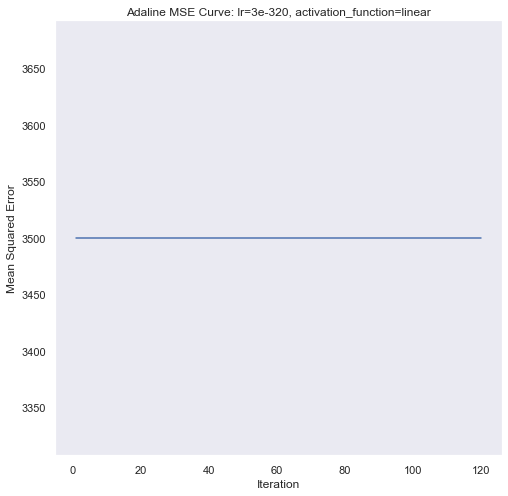 Adaline MSE Curve: lr=3e-320, activation_function=linear
Mean Squared Error
3650
3600
3550
3500
3450
3400
3350
0 20 40 60 80 100 120
Iteration